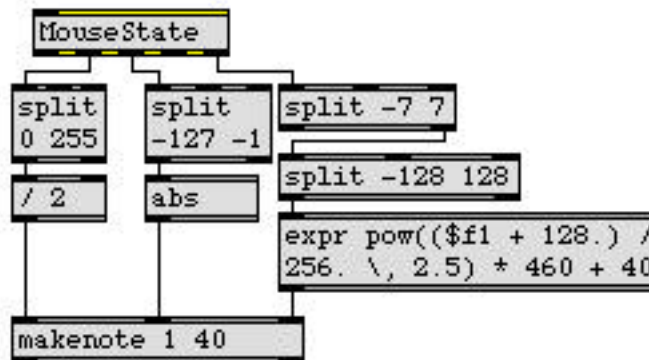 MouseState
split
0 255
split
-127 -1
split -7 7
split -128 128
/ 2
abs
expr pow(($f1 + 128.) /
256. \, 2.5) * 460 + 40
makenote 1 40